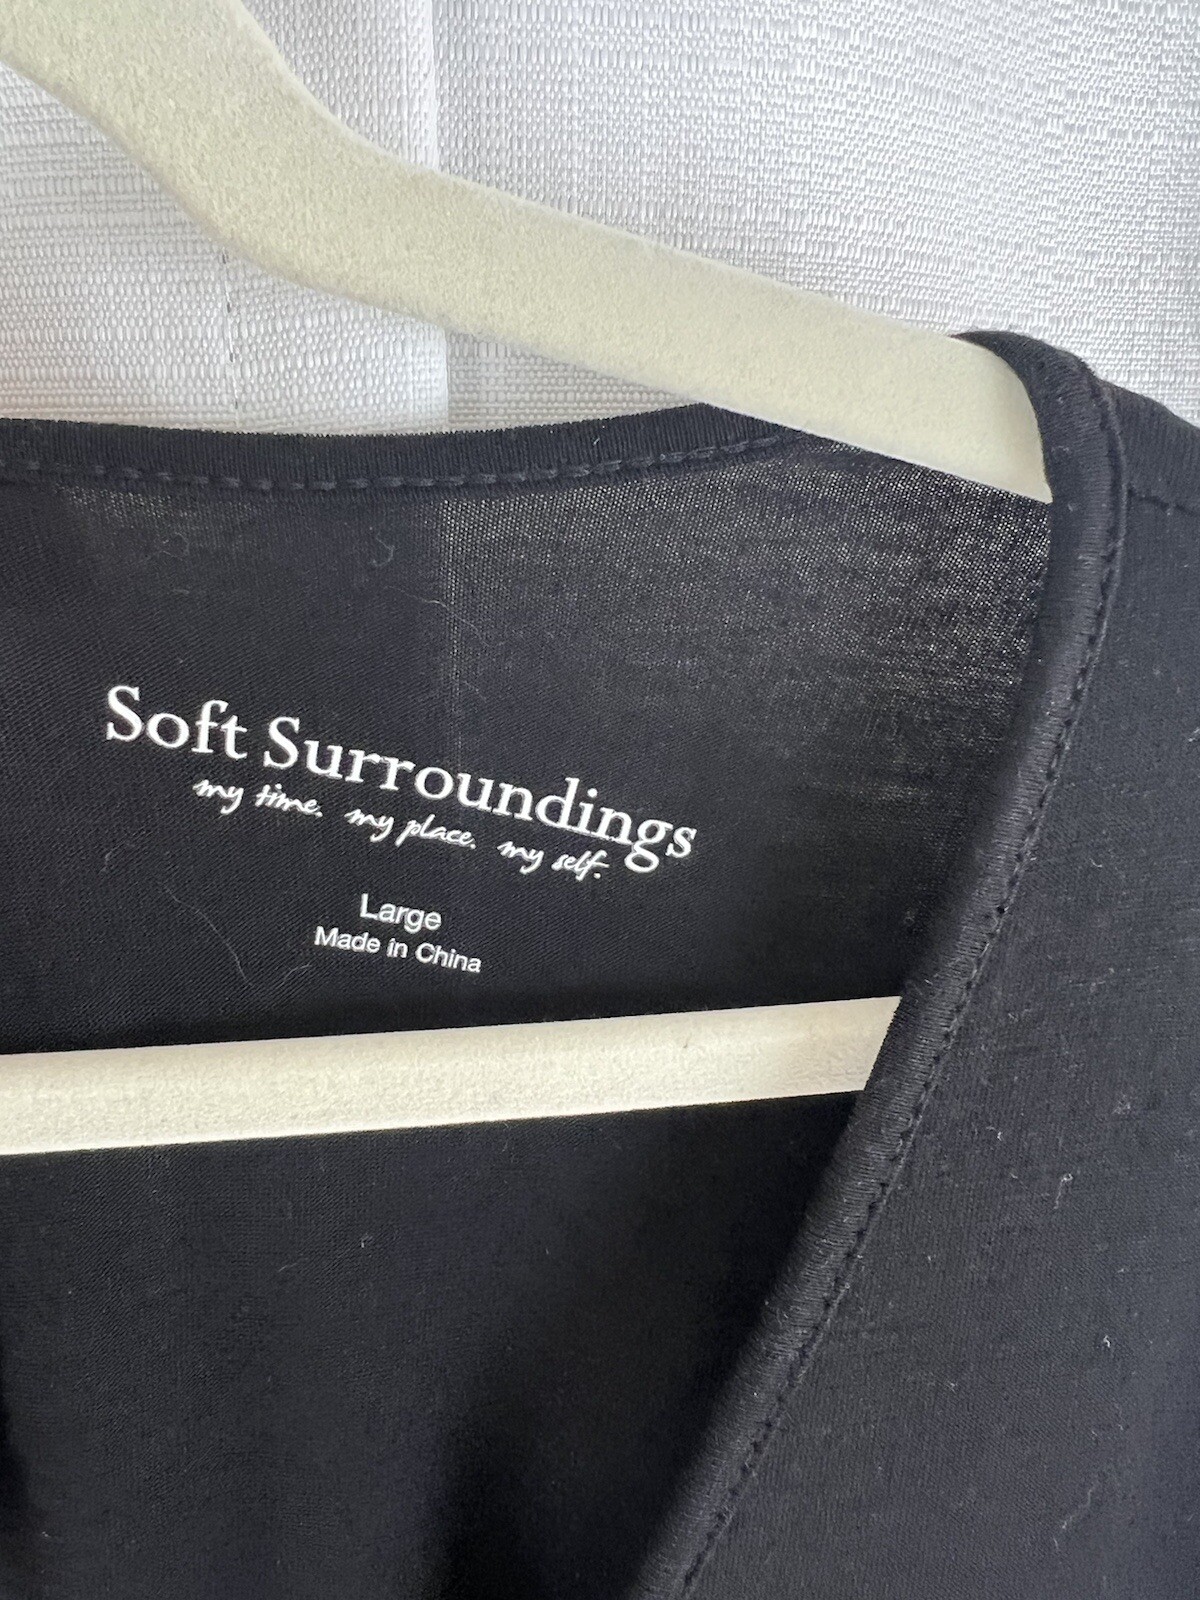 Soft Surroundings
my time. my place. my self.
Large
Made in China